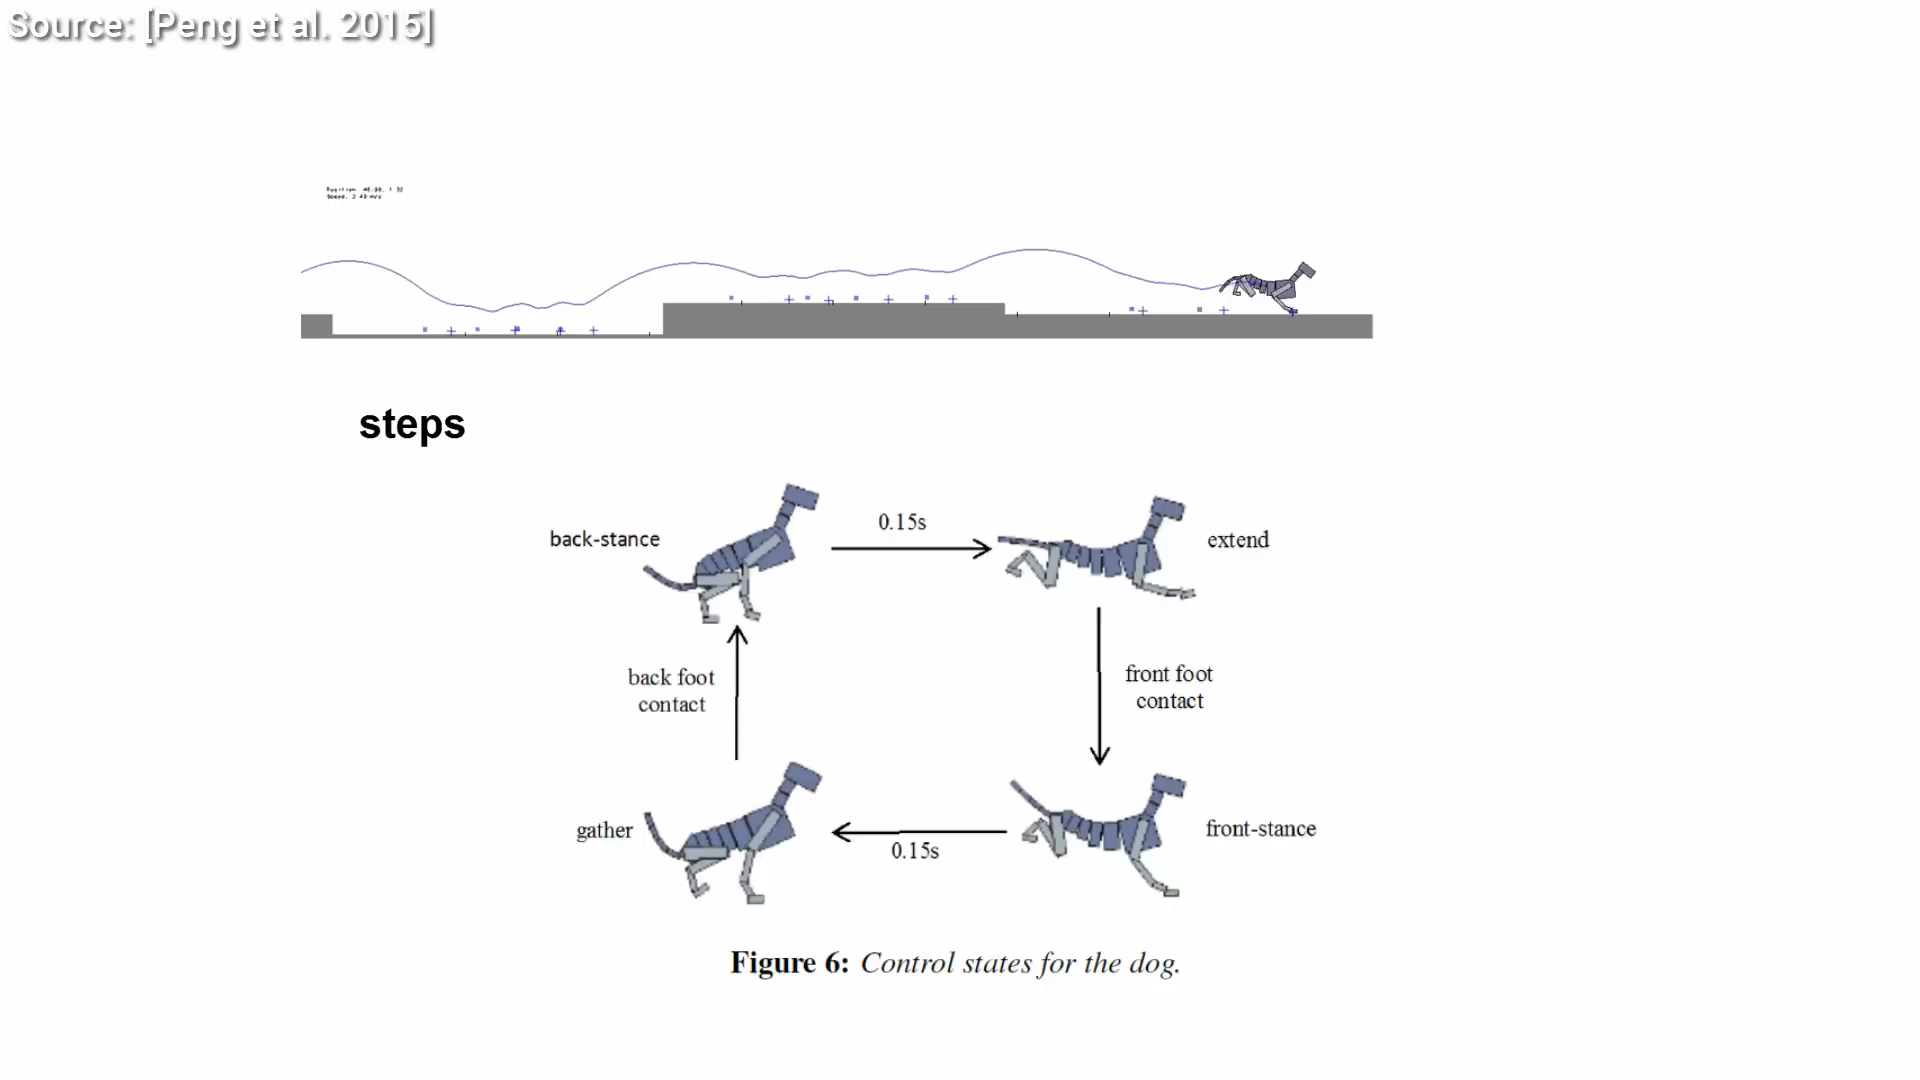 Source: [Peng et al. 2015]
steps
back-stance
0.15s
extend
back foot
contact
front foot
contact
gather
0.15s
front-stance
Figure 6: Control states for the dog.